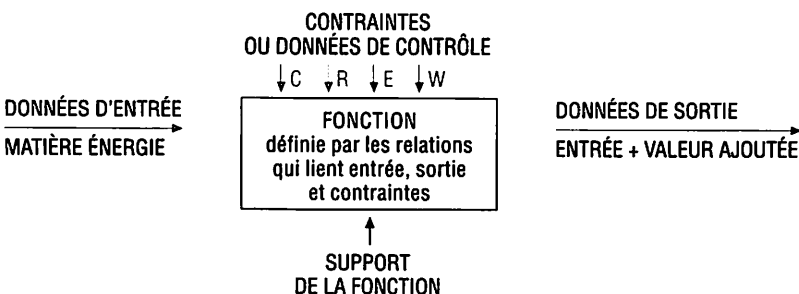 CONTRAINTES
OU DONNÉES DE CONTRÔLE
C R E W
DONNÉES D'ENTRÉE
MATIÈRE ÉNERGIE
FONCTION
définie par les relations
qui lient entrée, sortie
et contraintes
DONNÉES DE SORTIE
ENTRÉE + VALEUR AJOUTÉE
SUPPORT
DE LA FONCTION